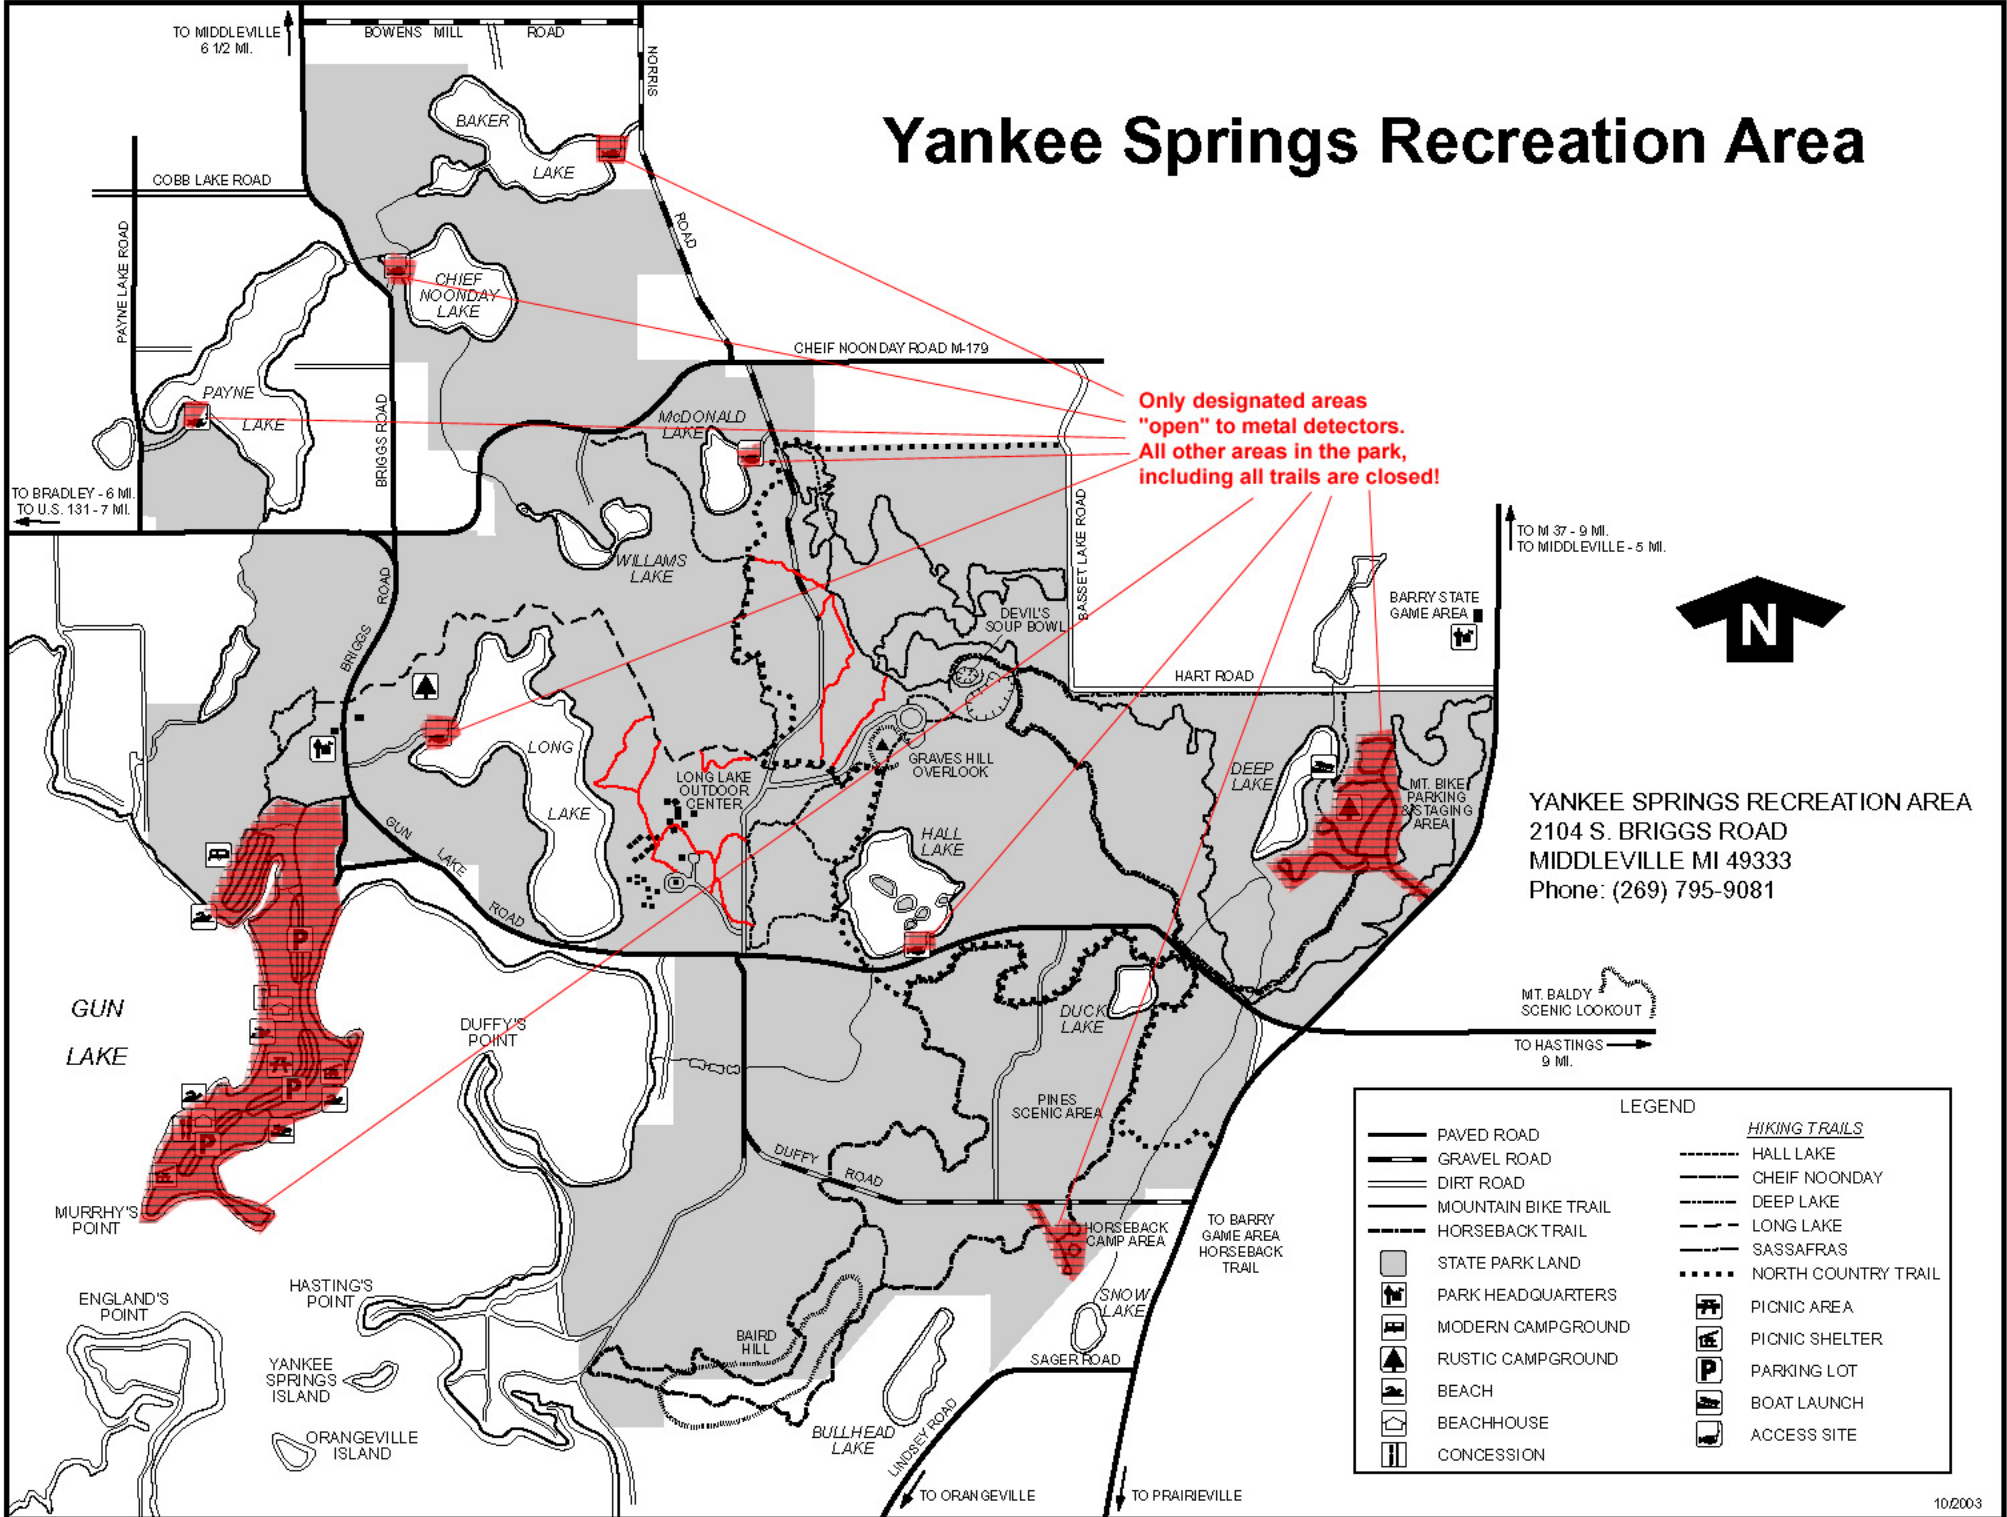 TO MIDDLEVILLE
6 1/2 MI.
BOWENS MILL ROAD
NORRIS
ROAD
Yankee Springs Recreation Area
BAKER
LAKE
COBB LAKE ROAD
PAYNE LAKE ROAD
CHIEF
NOONDAY
LAKE
CHEIF NOONDAY ROAD M-179
PAYNE
LAKE
BRIGGS ROAD
McDONALD
LAKE
Only designated areas
"open" to metal detectors.
All other areas in the park,
including all trails are closed!
TO BRADLEY - 6 MI.
TO U.S. 131 - 7 MI.
BASSET LAKE ROAD
TO M 37 - 9 MI.
TO MIDDLEVILLE - 5 MI.
WILLAMS
LAKE
BRIGGS
ROAD
DEVIL'S
SOUP BOWL
BARRY STATE
GAME AREA
N
HART ROAD
LONG
LAKE
LONG LAKE
OUTDOOR
CENTER
GRAVES HILL
OVERLOOK
DEEP
LAKE
MT. BIKE
PARKING
& STAGING
AREA
GUN
LAKE
ROAD
HALL
LAKE
YANKEE SPRINGS RECREATION AREA
2104 S. BRIGGS ROAD
MIDDLEVILLE MI 49333
Phone: (269) 795-9081
P
GUN
LAKE
DUFFY'S
POINT
DUCK
LAKE
MT. BALDY
SCENIC LOOKOUT
TO HASTINGS
9 MI.
P
P
PINES
SCENIC AREA
DUFFY ROAD
MURRHY'S
POINT
HORSEBACK
CAMP AREA
TO BARRY
GAME AREA
HORSEBACK
TRAIL
ENGLAND'S
POINT
HASTING'S
POINT
SNOW
LAKE
BAIRD
HILL
YANKEE
SPRINGS
ISLAND
SAGER ROAD
ORANGEVILLE
ISLAND
BULLHEAD
LAKE
LINDSEY ROAD
TO ORANGEVILLE
TO PRAIRIEVILLE
LEGEND
PAVED ROAD
GRAVEL ROAD
DIRT ROAD
MOUNTAIN BIKE TRAIL
HORSEBACK TRAIL
STATE PARK LAND
PARK HEADQUARTERS
MODERN CAMPGROUND
RUSTIC CAMPGROUND
BEACH
BEACHHOUSE
CONCESSION
HIKING TRAILS
HALL LAKE
CHEIF NOONDAY
DEEP LAKE
LONG LAKE
SASSAFRAS
NORTH COUNTRY TRAIL
PICNIC AREA
PICNIC SHELTER
P PARKING LOT
BOAT LAUNCH
ACCESS SITE
10/2003